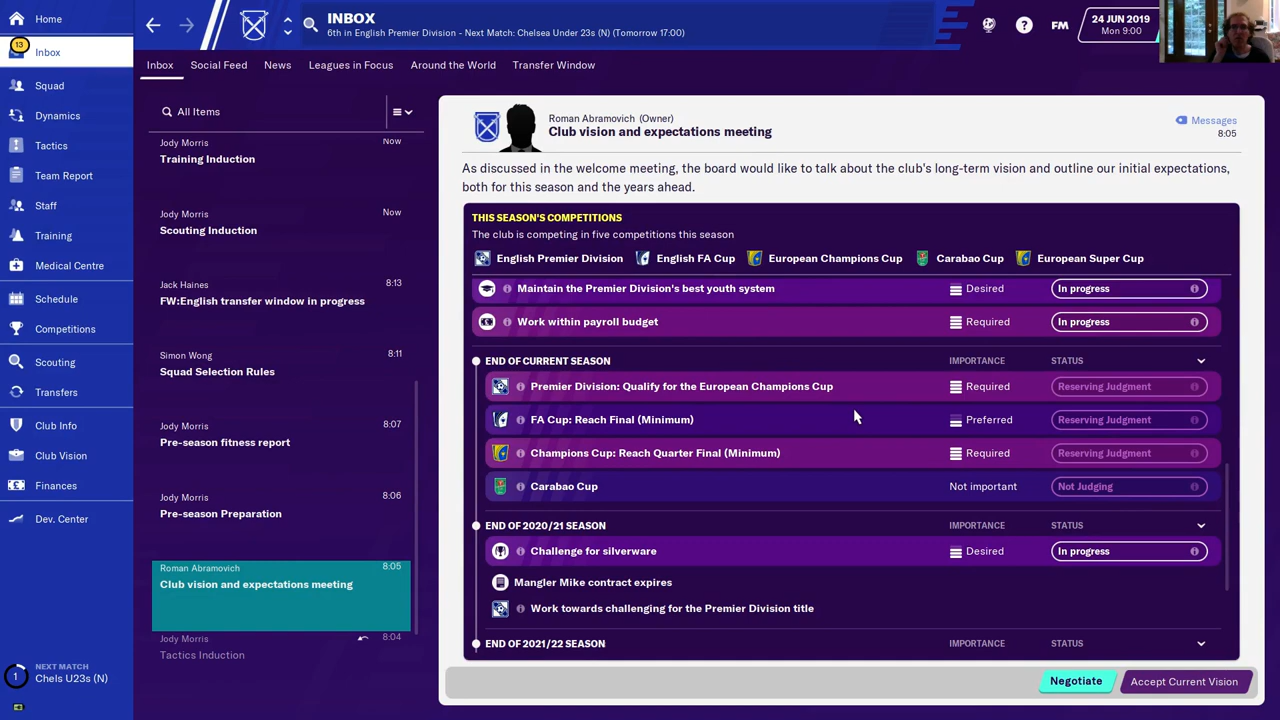 Home
13
Inbox
Squad
Dynamics
Tactics
Team Report
Staff
Training
Medical Centre
Schedule
Competitions
Scouting
Transfers
Club Info
Club Vision
Finances
Dev. Center
1
NEXT MATCH
Chels U23s (N)
INBOX
6th in English Premier Division - Next Match: Chelsea Under 23s (N) (Tomorrow 17:00)
?
FM
24 JUN 2019
Mon 9:00
Inbox
Social Feed
News
Leagues in Focus
Around the World
Transfer Window
All Items
Jody Morris
Now
Training Induction
Jody Morris
Now
Scouting Induction
Jack Haines
8:13
FW:English transfer window in progress
Simon Wong
8:11
Squad Selection Rules
Jody Morris
8:07
Pre-season fitness report
Jody Morris
8:06
Pre-season Preparation
Roman Abramovich
8:05
Club vision and expectations meeting
Jody Morris
8:04
Tactics Induction
Roman Abramovich (Owner)
Club vision and expectations meeting
Messages
8:05
As discussed in the welcome meeting, the board would like to talk about the club's long-term vision and outline our initial expectations,
both for this season and the years ahead.
THIS SEASON'S COMPETITIONS
The club is competing in five competitions this season
English Premier Division
English FA Cup
European Champions Cup
Carabao Cup
European Super Cup
Maintain the Premier Division's best youth system
Desired
In progress
Work within payroll budget
Required
In progress
END OF CURRENT SEASON
IMPORTANCE
STATUS
Premier Division: Qualify for the European Champions Cup
Required
Reserving Judgment
FA Cup: Reach Final (Minimum)
Preferred
Reserving Judgment
Champions Cup: Reach Quarter Final (Minimum)
Required
Reserving Judgment
Carabao Cup
Not important
Not Judging
END OF 2020/21 SEASON
IMPORTANCE
STATUS
Challenge for silverware
Desired
In progress
Mangler Mike contract expires
Work towards challenging for the Premier Division title
END OF 2021/22 SEASON
IMPORTANCE
STATUS
Negotiate
Accept Current Vision